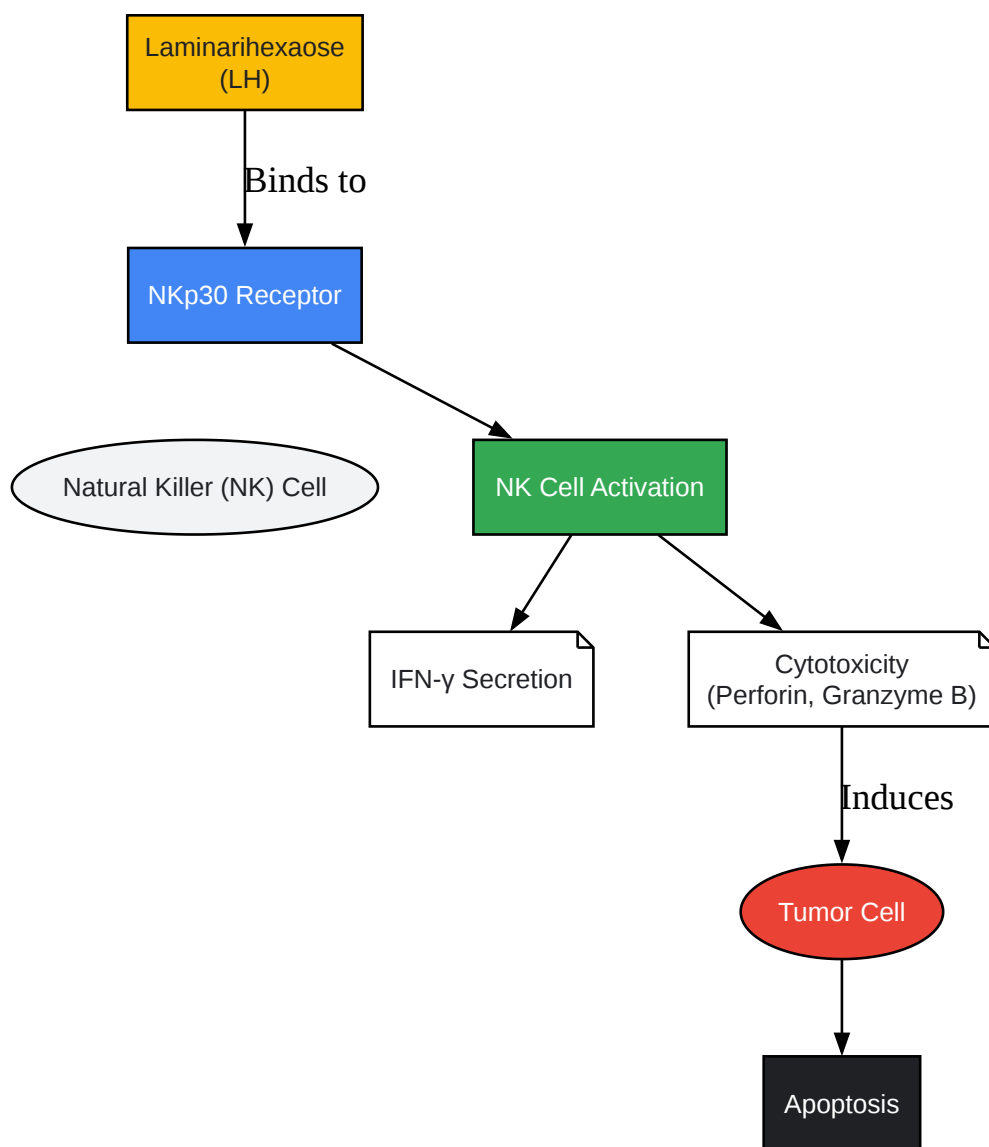 Laminarihexaose
(LH)
Binds to
NKp30 Receptor
Natural Killer (NK) Cell
NK Cell Activation
IFN-γ Secretion
Cytotoxicity
(Perforin, Granzyme B)
Induces
Tumor Cell
Apoptosis